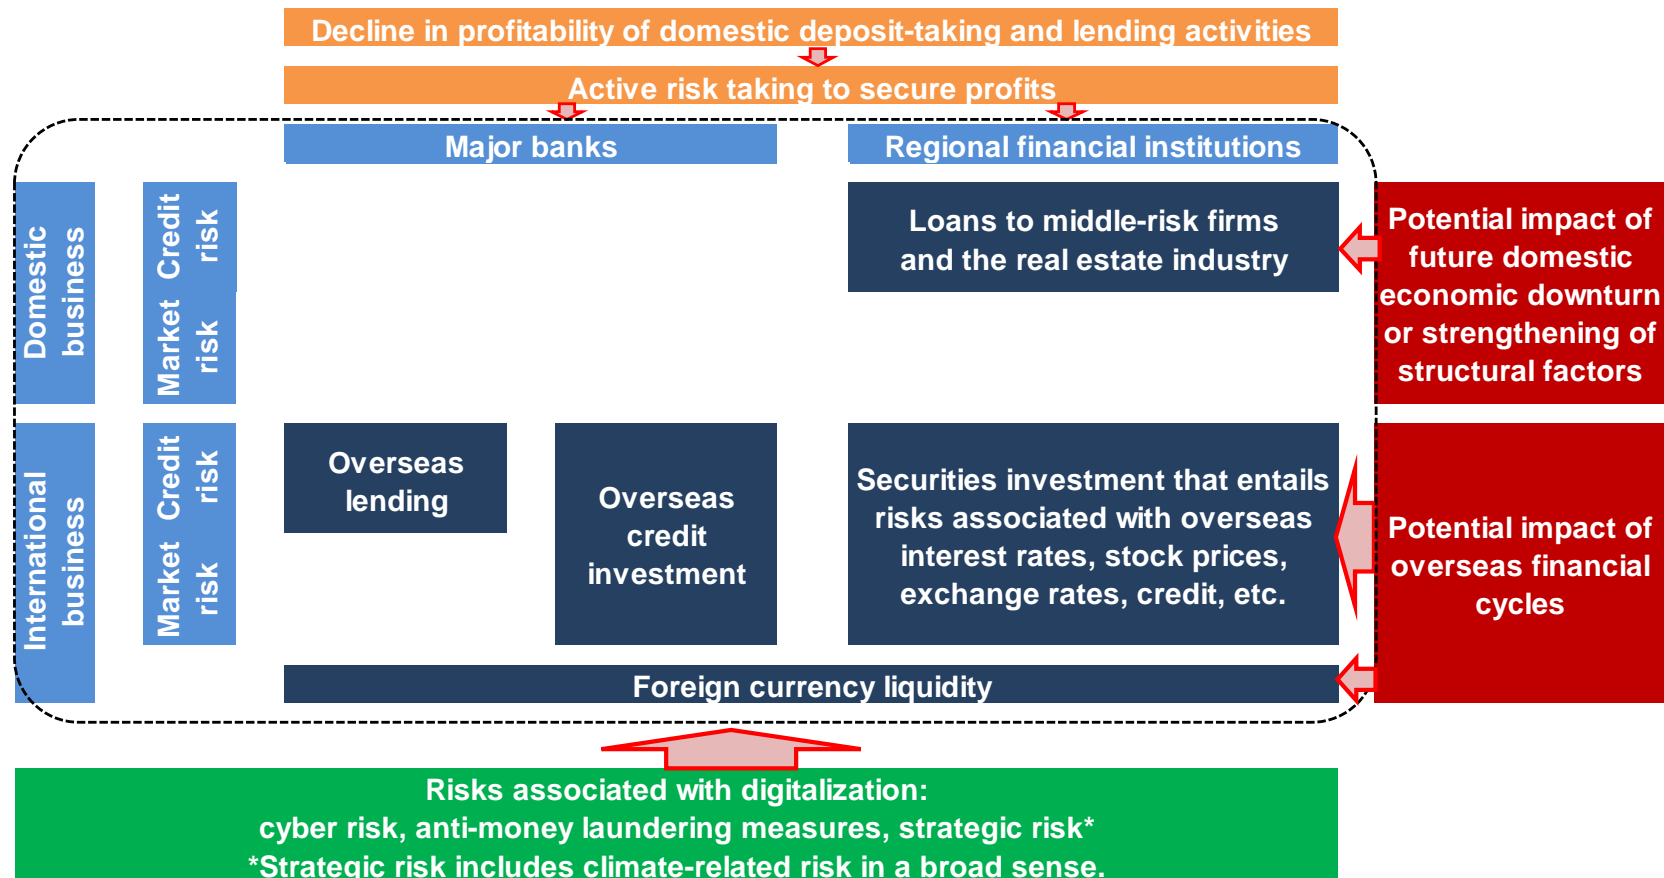 Decline in profitability of domestic deposit-taking and lending activities
Active risk taking to secure profits
Major banks
Regional financial institutions
Domestic
business
Credit
risk
Market
risk
Loans to middle-risk firms
and the real estate industry
Potential impact of
future domestic
economic downturn
or strengthening of
structural factors
International
business
Credit
risk
Market
risk
Overseas
lending
Overseas
credit
investment
Securities investment that entails
risks associated with overseas
interest rates, stock prices,
exchange rates, credit, etc.
Potential impact of
overseas financial
cycles
Foreign currency liquidity
Risks associated with digitalization:
cyber risk, anti-money laundering measures, strategic risk*
*Strategic risk includes climate-related risk in a broad sense.